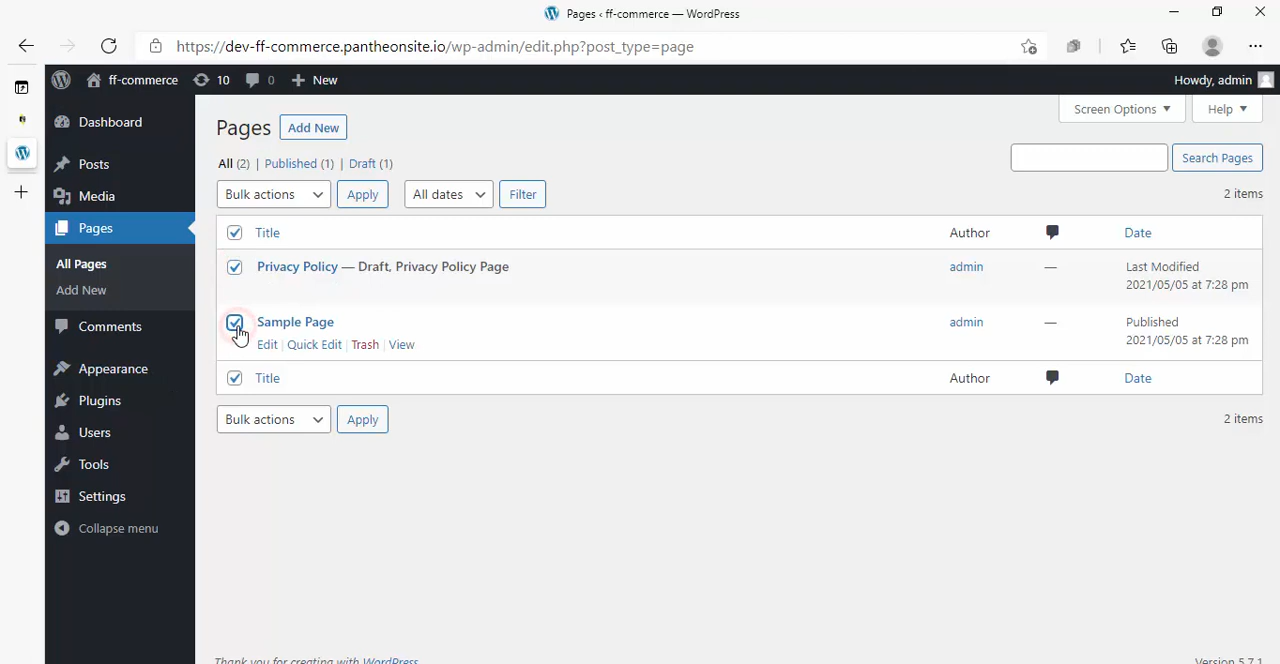 Pages ‹ ff-commerce — WordPress
https://dev-ff-commerce.pantheonsite.io/wp-admin/edit.php?post_type=page
ff-commerce 10 0 + New Howdy, admin
Screen Options Help
Dashboard
Posts
Media
Pages
All Pages
Add New
Comments
Appearance
Plugins
Users
Tools
Settings
Collapse menu
Pages Add New
All (2) | Published (1) | Draft (1)
Search Pages
Bulk actions Apply All dates Filter 2 items
Title Author Date
Privacy Policy — Draft, Privacy Policy Page admin — Last Modified
2021/05/05 at 7:28 pm
Sample Page admin — Published
Edit | Quick Edit | Trash | View 2021/05/05 at 7:28 pm
Title Author Date
Bulk actions Apply 2 items
Thank you for creating with WordPress Version 5.7.1